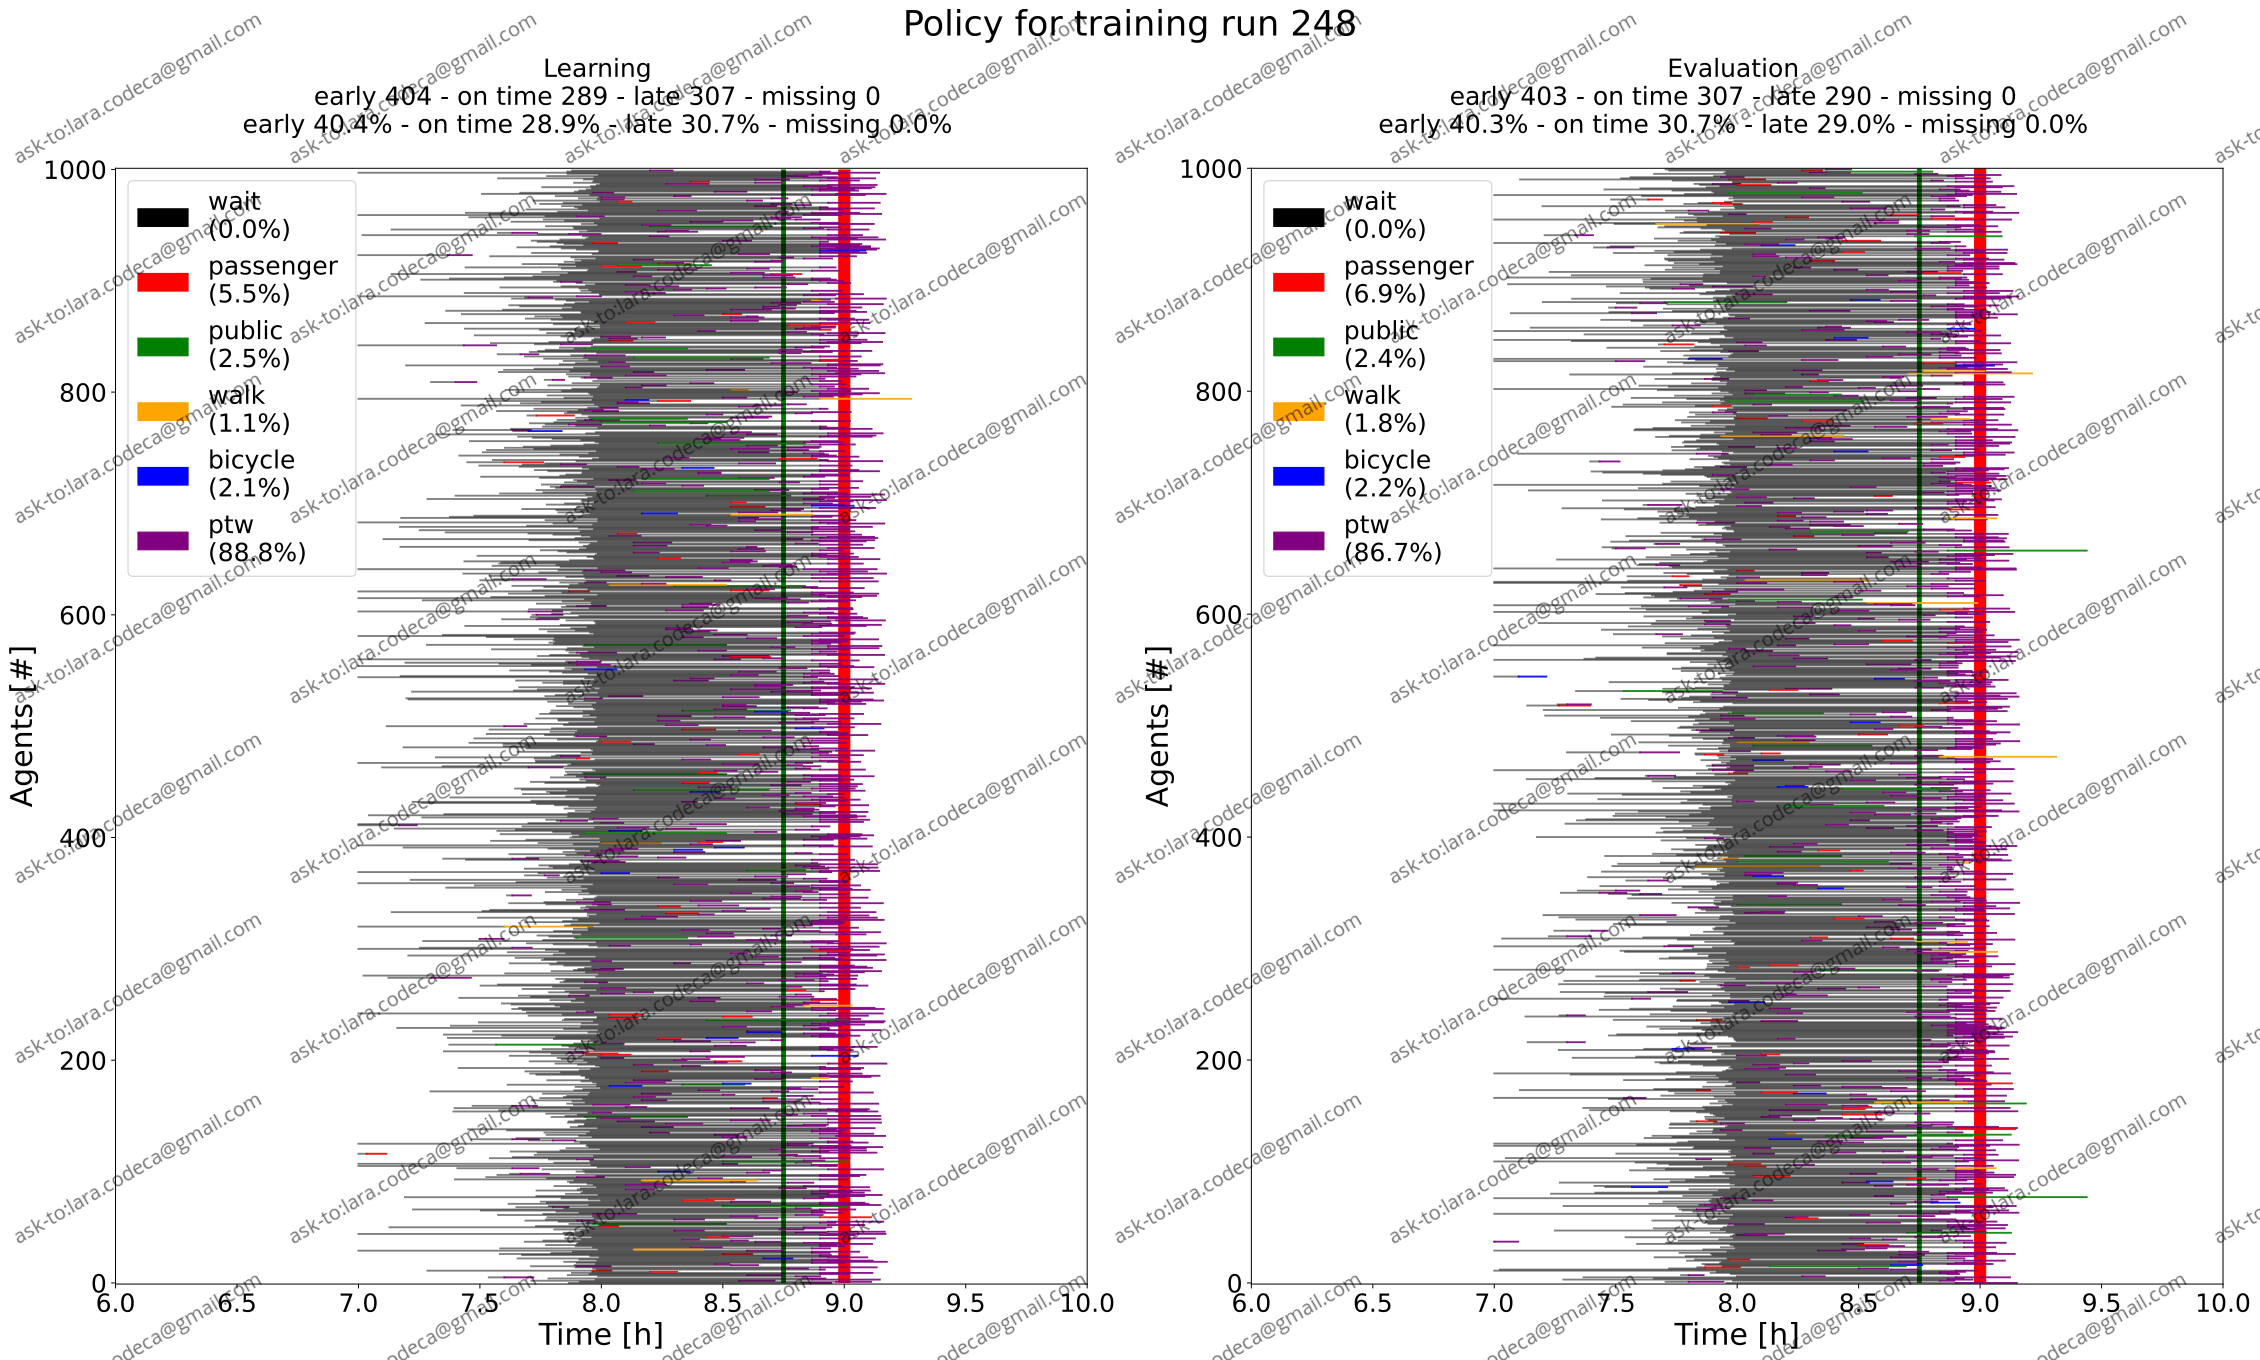 Policy for training run 248
Learning
early 404 - on time 289 - late 307 - missing 0
early 40.4% - on time 28.9% - late 30.7% - missing 0.0%
1000
800
600
400
200
0
Agents [#]
wait
(0.0%)
passenger
(5.5%)
public
(2.5%)
walk
(1.1%)
bicycle
(2.1%)
ptw
(88.8%)
6.0 6.5 7.0 7.5 8.0 8.5 9.0 9.5 10.0
Time [h]
Evaluation
early 403 - on time 307 - late 290 - missing 0
early 40.3% - on time 30.7% - late 29.0% - missing 0.0%
1000
800
600
400
200
0
Agents [#]
wait
(0.0%)
passenger
(6.9%)
public
(2.4%)
walk
(1.8%)
bicycle
(2.2%)
ptw
(86.7%)
6.0 6.5 7.0 7.5 8.0 8.5 9.0 9.5 10.0
Time [h]
ask-to:lara.codeca@gmail.com